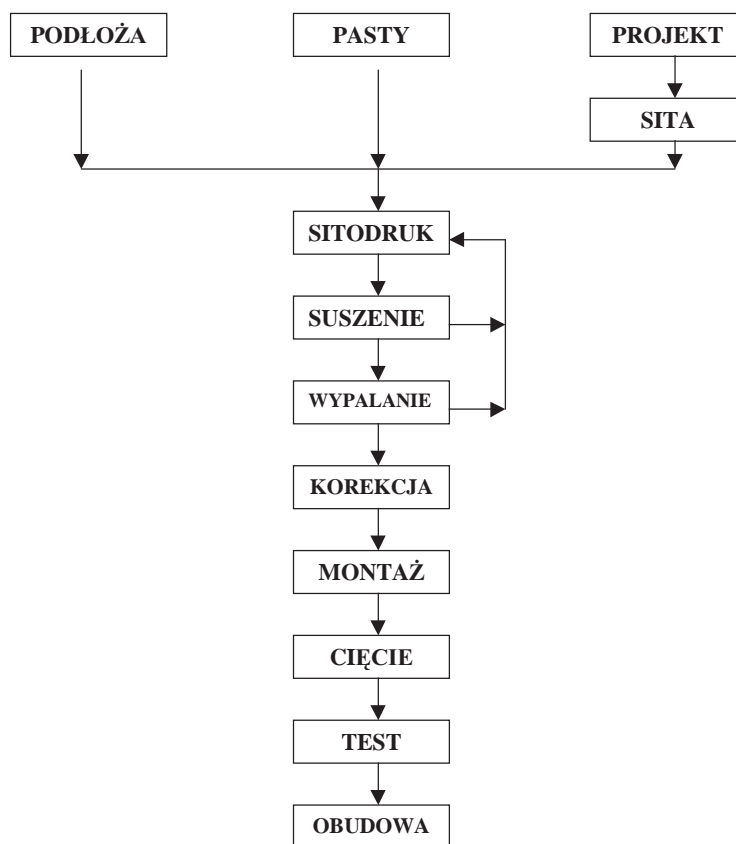 PODŁOŻA
PASTY
PROJEKT
SITA
SITODRUK
SUSZENIE
WYPALANIE
KOREKCJA
MONTAŻ
CIĘCIE
TEST
OBUDOWA